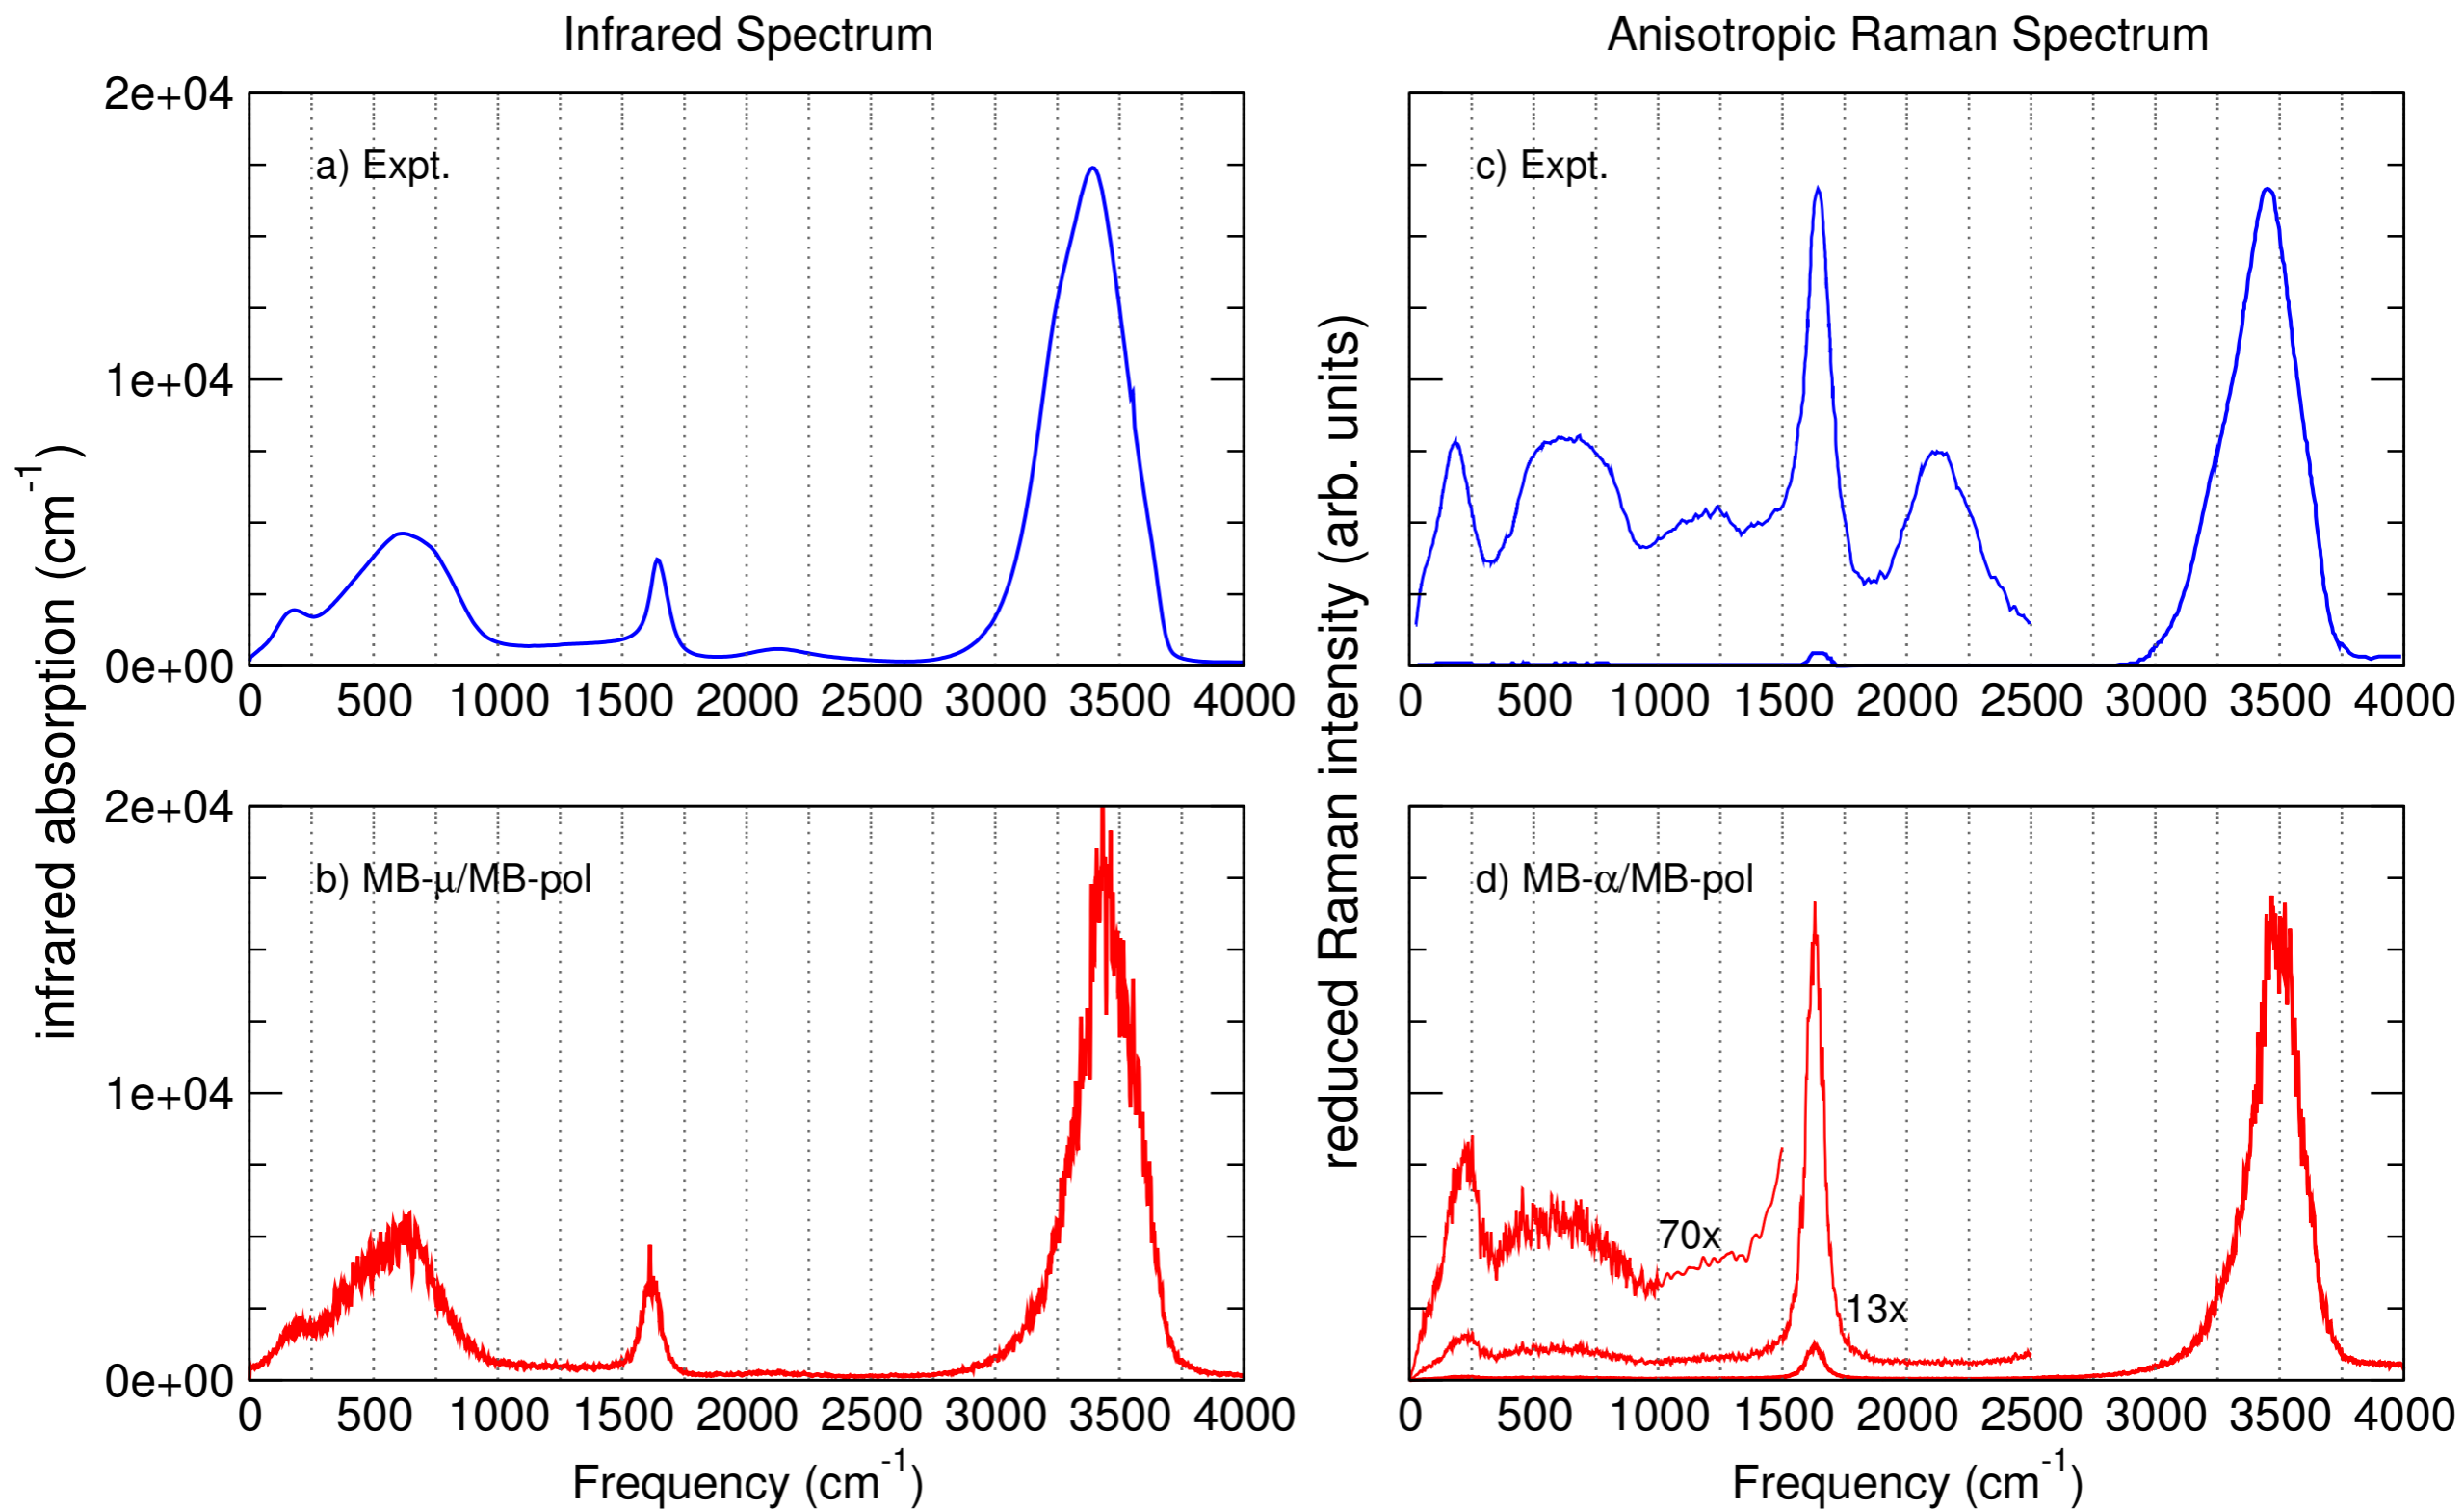 Infrared Spectrum
Anisotropic Raman Spectrum
infrared absorption (cm⁻¹)
2e+04
1e+04
0e+00
a) Expt.
0 500 1000 1500 2000 2500 3000 3500 4000
reduced Raman intensity (arb. units)
c) Expt.
0 500 1000 1500 2000 2500 3000 3500 4000
2e+04
1e+04
0e+00
b) MB-μ/MB-pol
0 500 1000 1500 2000 2500 3000 3500 4000
Frequency (cm⁻¹)
d) MB-α/MB-pol
70x
13x
0 500 1000 1500 2000 2500 3000 3500 4000
Frequency (cm⁻¹)